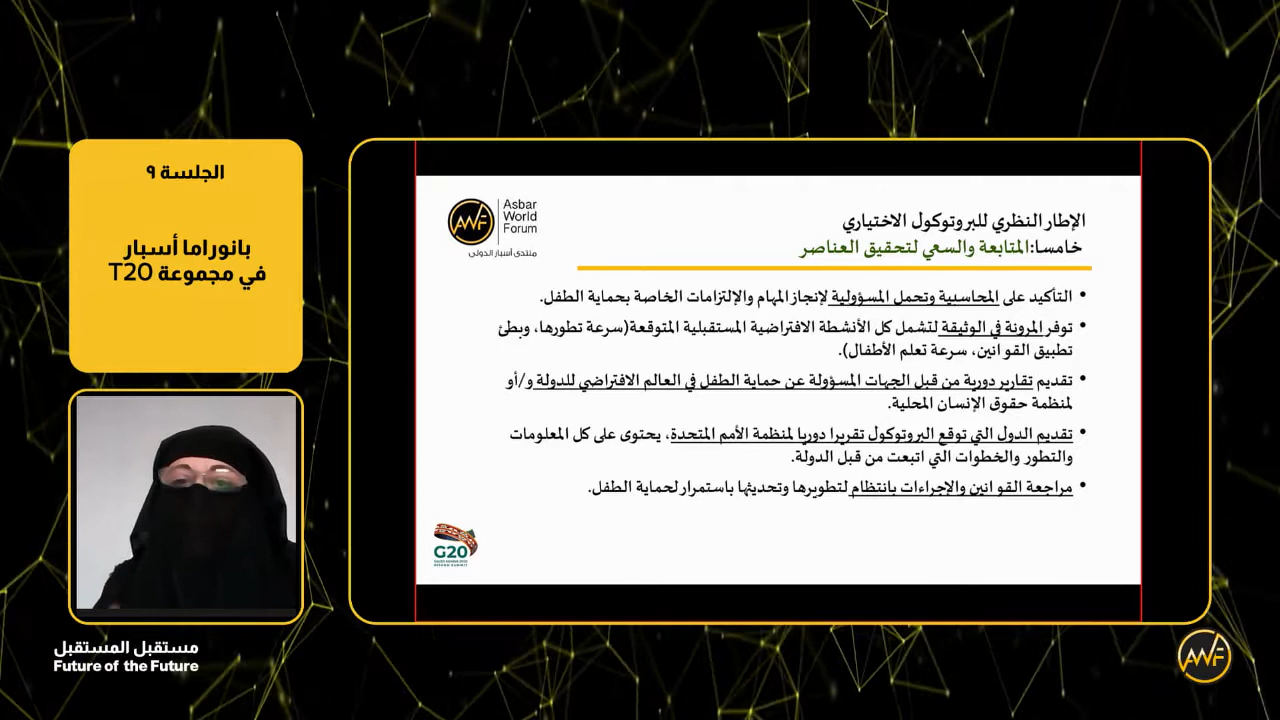 الجلسة ٩
بانوراما أسبار
في مجموعة T20
مستقبل المستقبل
Future of the Future
Asbar
World
Forum
منتدى أسبار الدولي
الإطار النظري للبروتوكول الاختياري
خامسا:المتابعة والسعي لتحقيق العناصر
• التأكيد على المحاسبية وتحمل المسؤولية لإنجاز المهام والإلتزامات الخاصة بحماية الطفل.
• توفر المرونة في الوثيقة لتشمل كل الأنشطة الافتراضية المستقبلية المتوقعة(سرعة تطورها، وبطئ
تطبيق القوانين، سرعة تعلم الأطفال).
• تقديم تقارير دورية من قبل الجهات المسؤولة عن حماية الطفل في العالم الافتراضي للدولة و/أو
لمنظمة حقوق الإنسان المحلية.
• تقديم الدول التي توقع البروتوكول تقريرا دوريا لمنظمة الأمم المتحدة، يحتوى على كل المعلومات
والتطور والخطوات التي اتبعت من قبل الدولة.
• مراجعة القوانين والإجراءات بانتظام لتطويرها وتحديثها باستمرار لحماية الطفل.
G20
AWF